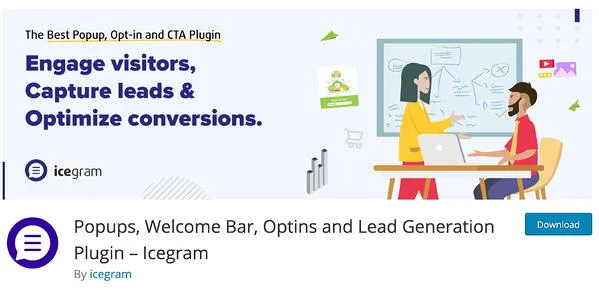 The Best Popup, Opt-in and CTA Plugin
Engage visitors,
Capture leads &
Optimize conversions.
icegram
Popups, Welcome Bar, Optins and Lead Generation
Plugin – Icegram
Download
By icegram